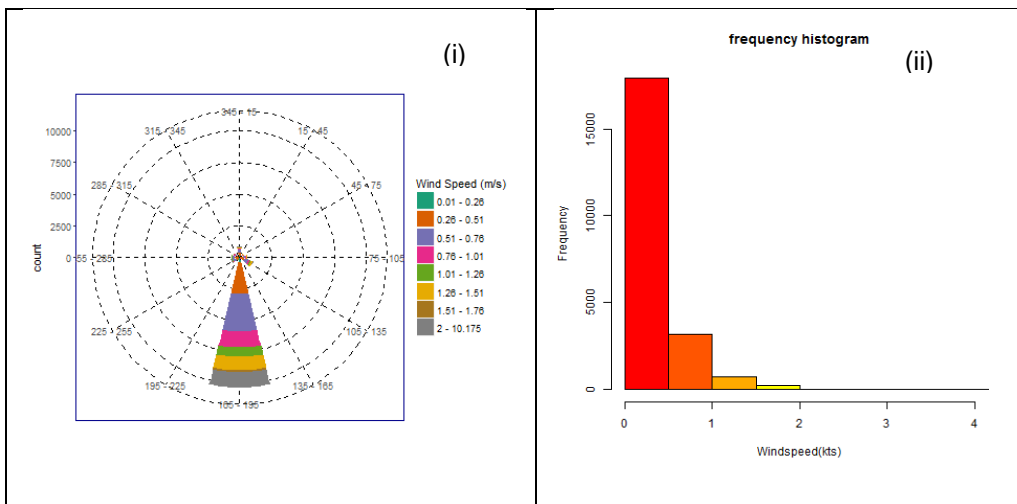 (i)
345 - 15
315 - 345
15 - 45
10000
285 - 315
45 - 75
7500
5000
2500
0
255 - 285
75 - 105
count
225 - 255
105 - 135
195 - 225
135 - 165
165 - 195
Wind Speed (m/s)
0.01 - 0.26
0.26 - 0.51
0.51 - 0.76
0.76 - 1.01
1.01 - 1.26
1.26 - 1.51
1.51 - 1.76
2 - 10.175
frequency histogram
(ii)
Frequency
15000
10000
5000
0
0 1 2 3 4
Windspeed(kts)